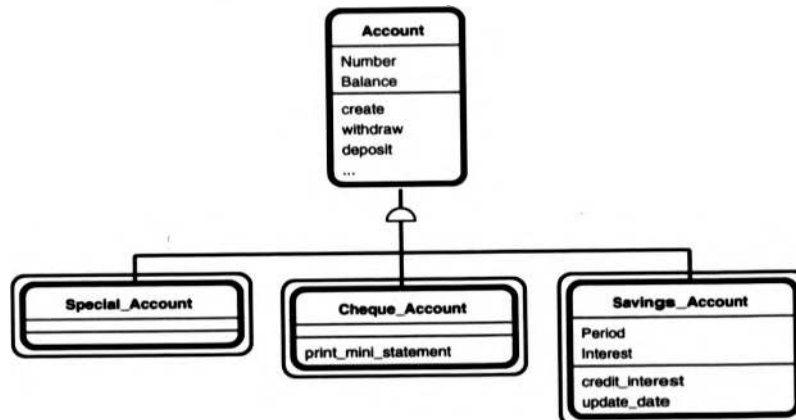 Account
Number
Balance
create
withdraw
deposit
...
Special_Account
Cheque_Account
print_mini_statement
Savings_Account
Period
Interest
credit_interest
update_date